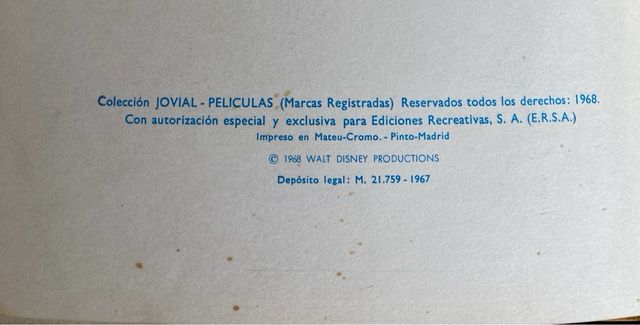 Colección JOVIAL - PELICULAS (Marcas Registradas) Reservados todos los derechos: 1968.
Con autorización especial y exclusiva para Ediciones Recreativas, S. A. (E.R.S.A.)
Impreso en Mateu-Cromo. - Pinto-Madrid
© 1968 WALT DISNEY PRODUCTIONS
Depósito legal: M. 21.759 - 1967